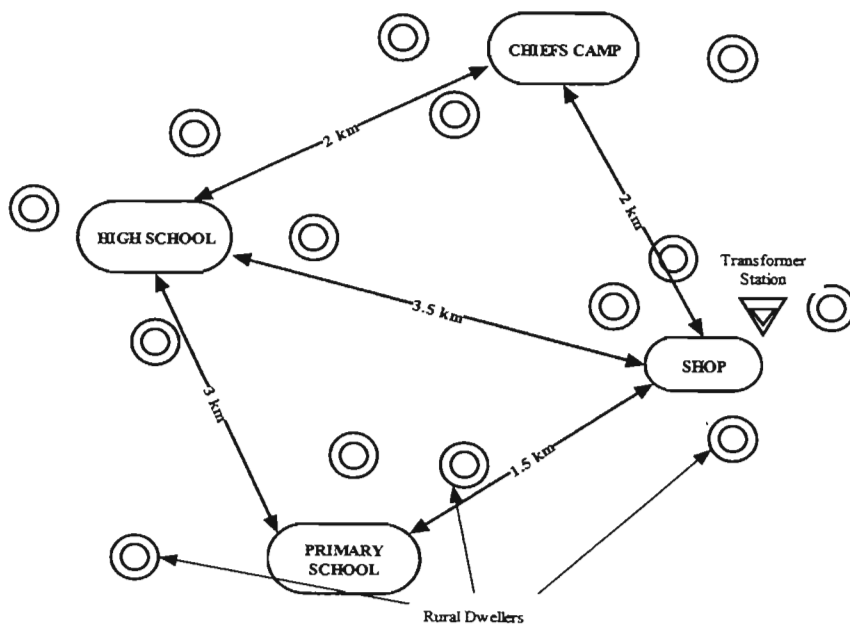 CHIEFS CAMP
2 km
HIGH SCHOOL
2 km
Transformer
Station
3.5 km
SHOP
3 km
1.5 km
PRIMARY
SCHOOL
Rural Dwellers